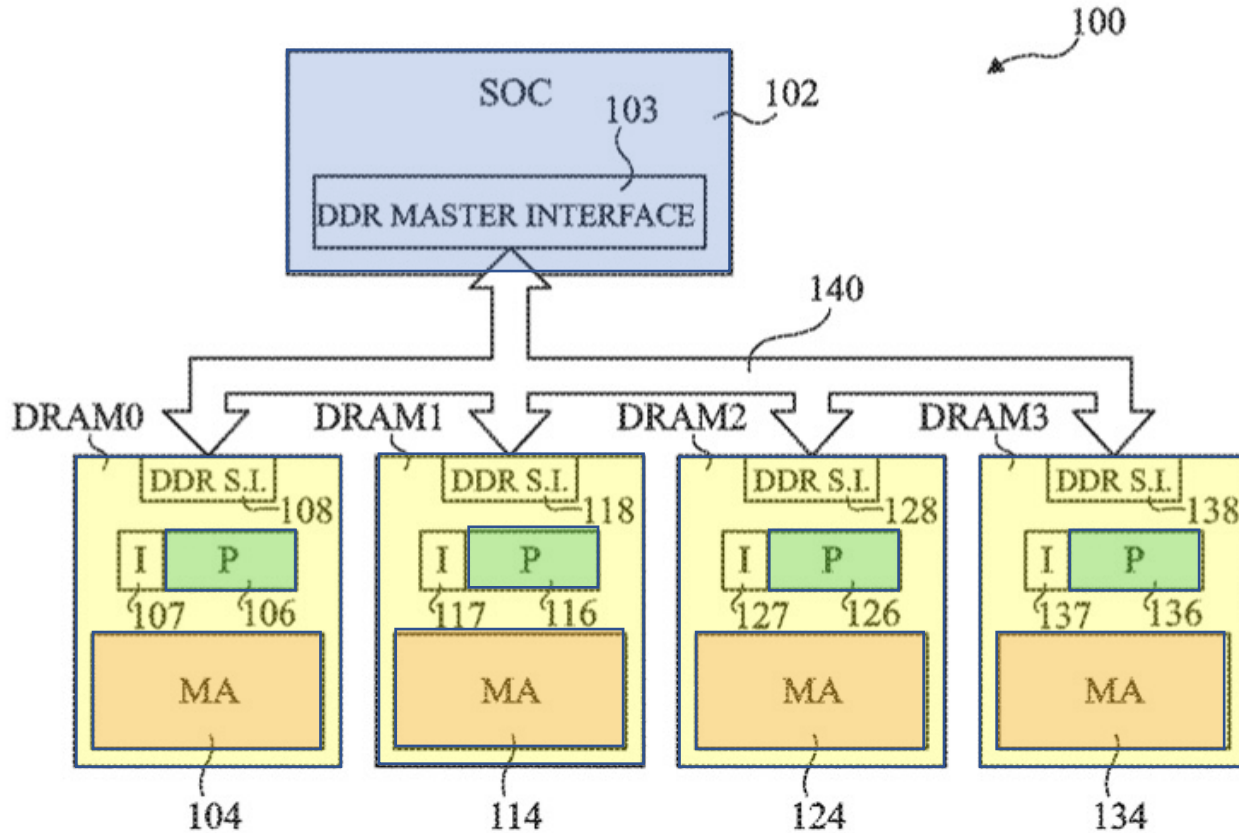 100
SOC
103
102
DDR MASTER INTERFACE
140
DRAM0 DRAM1 DRAM2 DRAM3
DDR S.I. DDR S.I. DDR S.I. DDR S.I.
108 118 128 138
I P I P I P I P
107 106 117 116 127 126 137 136
MA MA MA MA
104 114 124 134